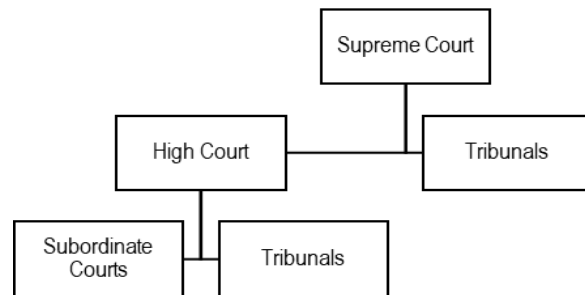 Supreme Court
High Court
Tribunals
Subordinate
Courts
Tribunals